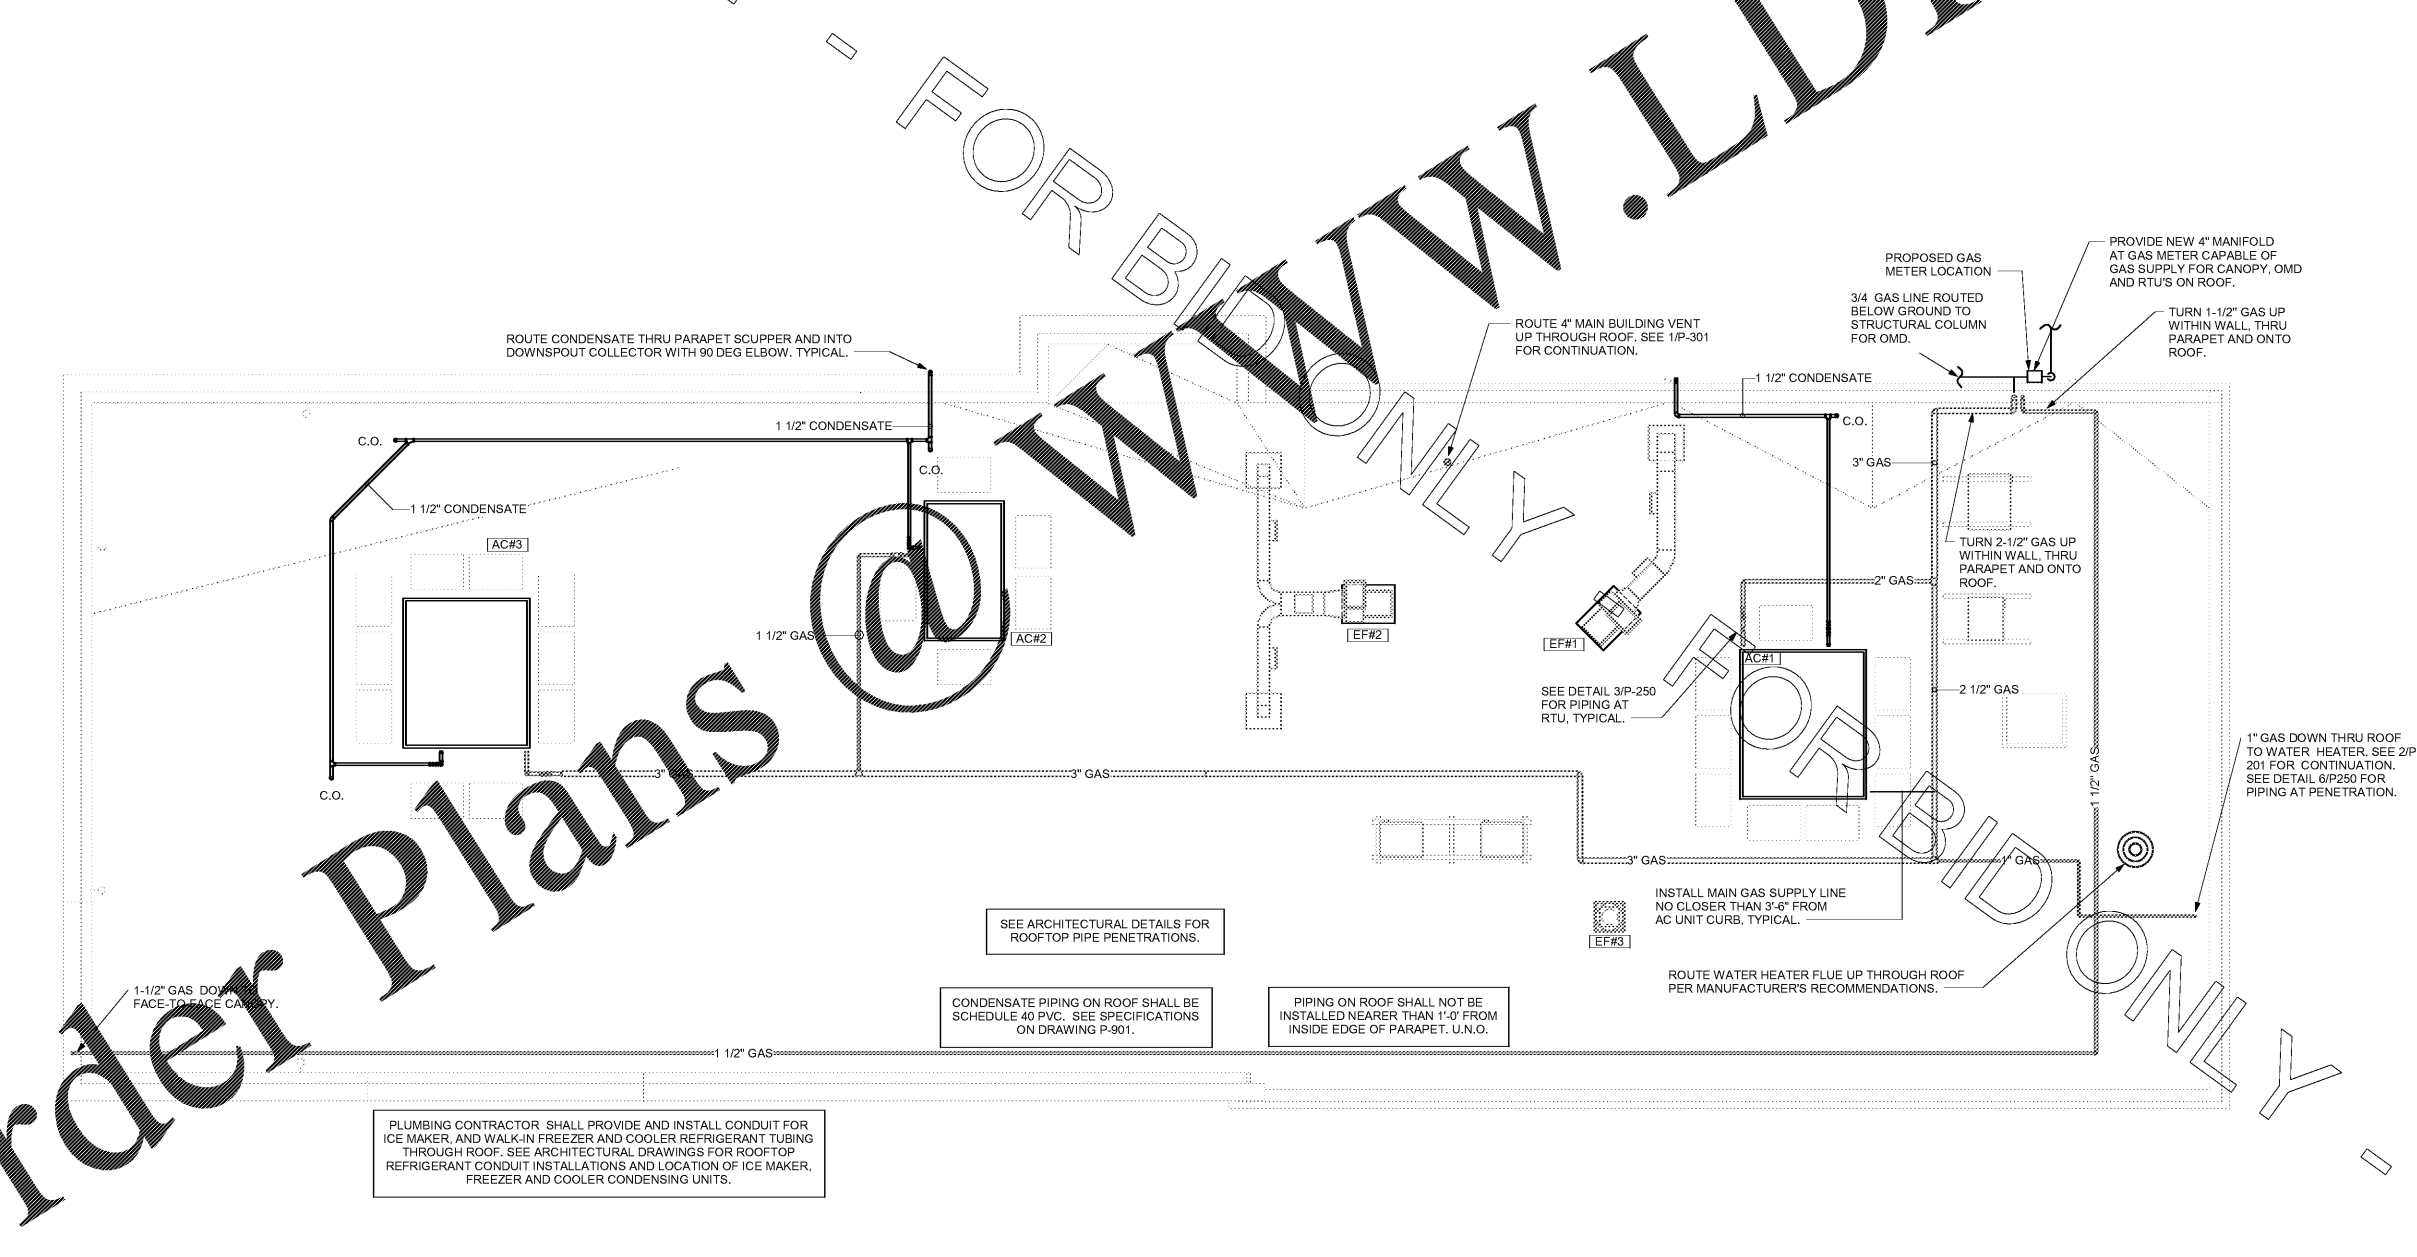 - FOR BID ONLY
rder Plans @ www.LD
PROVIDE NEW 4" MANIFOLD
AT GAS METER CAPABLE OF
GAS SUPPLY FOR CANOPY, OMD
AND RTU'S ON ROOF.
PROPOSED GAS
METER LOCATION
3/4 GAS LINE ROUTED
BELOW GROUND TO
STRUCTURAL COLUMN
FOR OMD.
TURN 1-1/2" GAS UP
WITHIN WALL, THRU
PARAPET AND ONTO
ROOF.
ROUTE 4" MAIN BUILDING VENT
UP THROUGH ROOF. SEE 1/P-301
FOR CONTINUATION.
ROUTE CONDENSATE THRU PARAPET SCUPPER AND INTO
DOWNSPOUT COLLECTOR WITH 90 DEG ELBOW. TYPICAL.
1 1/2" CONDENSATE
1 1/2" CONDENSATE
C.O.
C.O.
C.O.
3" GAS
1 1/2" CONDENSATE
AC#3
TURN 2-1/2" GAS UP
WITHIN WALL, THRU
PARAPET AND ONTO
ROOF.
2" GAS
1 1/2" GAS
AC#2
EF#2
EF#1
AC#1
SEE DETAIL 3/P-250
FOR PIPING AT
RTU, TYPICAL.
2 1/2" GAS
FOR BID ONLY -
1" GAS DOWN THRU ROOF
TO WATER HEATER. SEE 2/P
201 FOR CONTINUATION.
SEE DETAIL 6/P250 FOR
PIPING AT PENETRATION.
3" GAS
3" GAS
1 1/2" GAS
C.O.
3" GAS
1" GAS
INSTALL MAIN GAS SUPPLY LINE
NO CLOSER THAN 3'-6" FROM
AC UNIT CURB, TYPICAL.
SEE ARCHITECTURAL DETAILS FOR
ROOFTOP PIPE PENETRATIONS.
EF#3
ROUTE WATER HEATER FLUE UP THROUGH ROOF
PER MANUFACTURER'S RECOMMENDATIONS.
1-1/2" GAS DOWN TO
FACE-TO FACE CANOPY.
CONDENSATE PIPING ON ROOF SHALL BE
SCHEDULE 40 PVC. SEE SPECIFICATIONS
ON DRAWING P-901.
PIPING ON ROOF SHALL NOT BE
INSTALLED NEARER THAN 1'-0' FROM
INSIDE EDGE OF PARAPET. U.N.O.
1 1/2" GAS
PLUMBING CONTRACTOR SHALL PROVIDE AND INSTALL CONDUIT FOR
ICE MAKER, AND WALK-IN FREEZER AND COOLER REFRIGERANT TUBING
THROUGH ROOF. SEE ARCHITECTURAL DRAWINGS FOR ROOFTOP
REFRIGERANT CONDUIT INSTALLATIONS AND LOCATION OF ICE MAKER,
FREEZER AND COOLER CONDENSING UNITS.